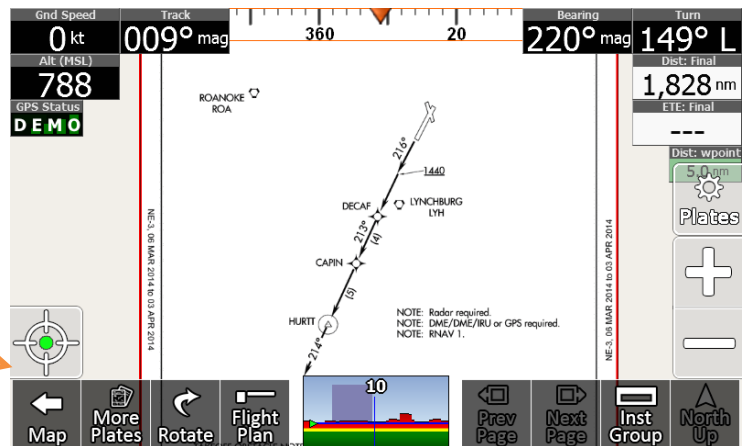 Gnd Speed
0 kt
Track
009° mag
360
20
Bearing
220° mag
Turn
149° L
Alt (MSL)
788
GPS Status
DEMO
Dist: Final
1,828 nm
ETE: Final
---
Dist: wpoint
5.0 nm
Plates
ROANOKE
ROA
216°
1440
DECAF
LYNCHBURG
LYH
213°
(4)
CAPIN
(5)
HURTT
214°
NOTE: Radar required.
NOTE: DME/DME/IRU or GPS required.
NOTE: RNAV 1.
NE-3, 06 MAR 2014 to 03 APR 2014
NE-3, 06 MAR 2014 to 03 APR 2014
10
Map
More
Plates
Rotate
Flight
Plan
Prev
Page
Next
Page
Inst
Group
North
Up